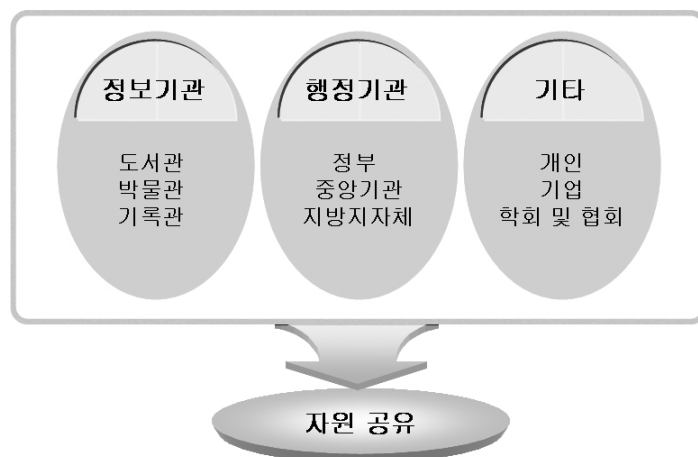 정보기관
도서관
박물관
기록관
행정기관
정부
중앙기관
지방지자체
기타
개인
기업
학회 및 협회
자원 공유